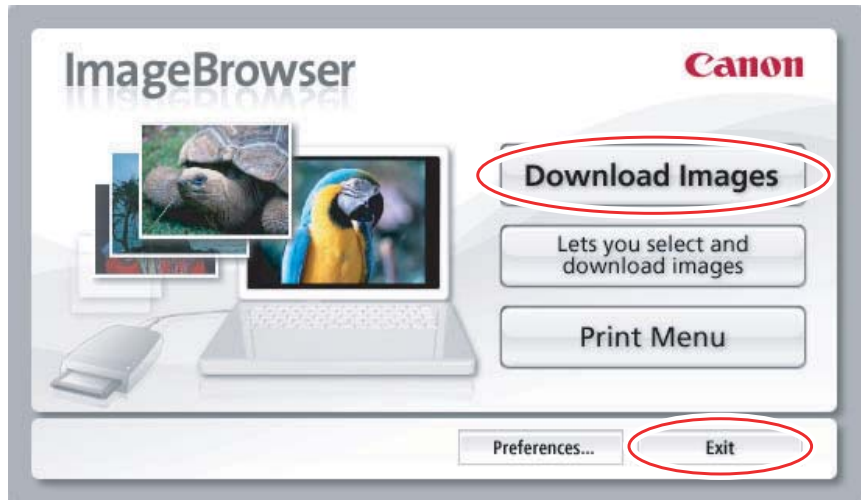 ImageBrowser
Canon
Download Images
Lets you select and
download images
Print Menu
Preferences...
Exit